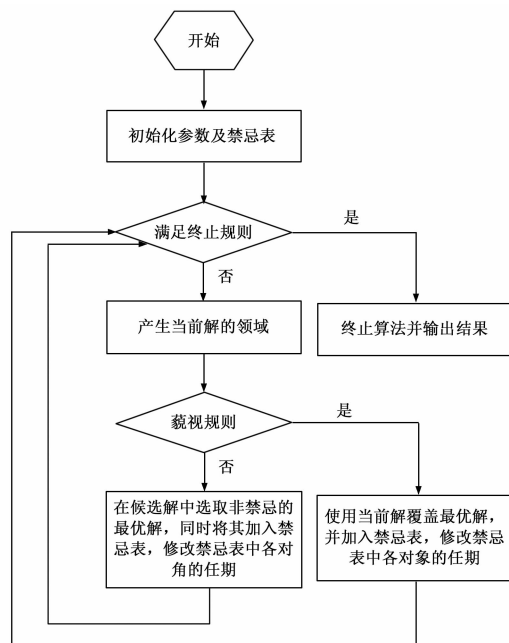 开始
初始化参数及禁忌表
满足终止规则
是
否
产生当前解的领域
终止算法并输出结果
藐视规则
是
否
在候选解中选取非禁忌的
最优解，同时将其加入禁
忌表，修改禁忌表中各对
角的任期
使用当前解覆盖最优解，
并加入禁忌表，修改禁忌
表中各对象的任期